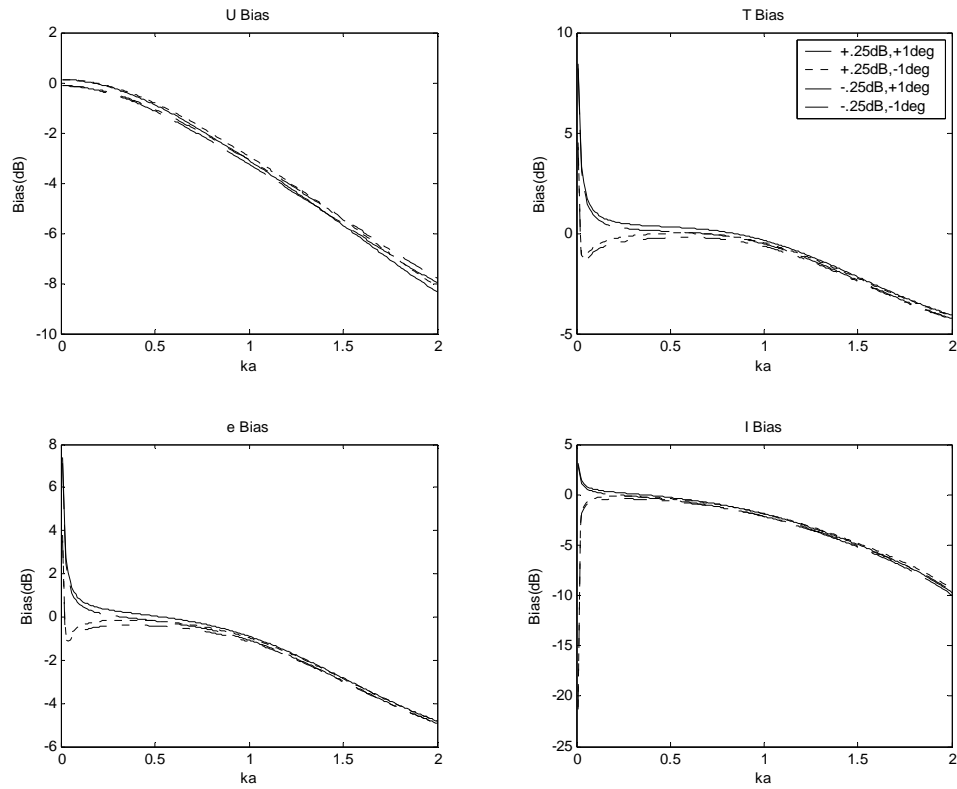 U Bias
2
0
-2
-4
-6
-8
-10
Bias(dB)
0
0.5
1
1.5
2
ka
T Bias
10
5
0
-5
Bias(dB)
0
0.5
1
1.5
2
ka
+.25dB,+1deg
+.25dB,-1deg
-.25dB,+1deg
-.25dB,-1deg
e Bias
8
6
4
2
0
-2
-4
-6
Bias(dB)
0
0.5
1
1.5
2
ka
I Bias
5
0
-5
-10
-15
-20
-25
Bias(dB)
0
0.5
1
1.5
2
ka